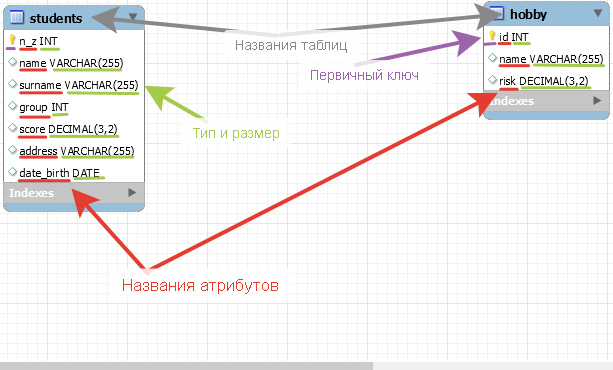 students
n_z INT
name VARCHAR(255)
surname VARCHAR(255)
group INT
score DECIMAL(3,2)
address VARCHAR(255)
date_birth DATE
Indexes
Названия таблиц
Первичный ключ
Тип и размер
Названия атрибутов
hobby
id INT
name VARCHAR(255)
risk DECIMAL(3,2)
Indexes